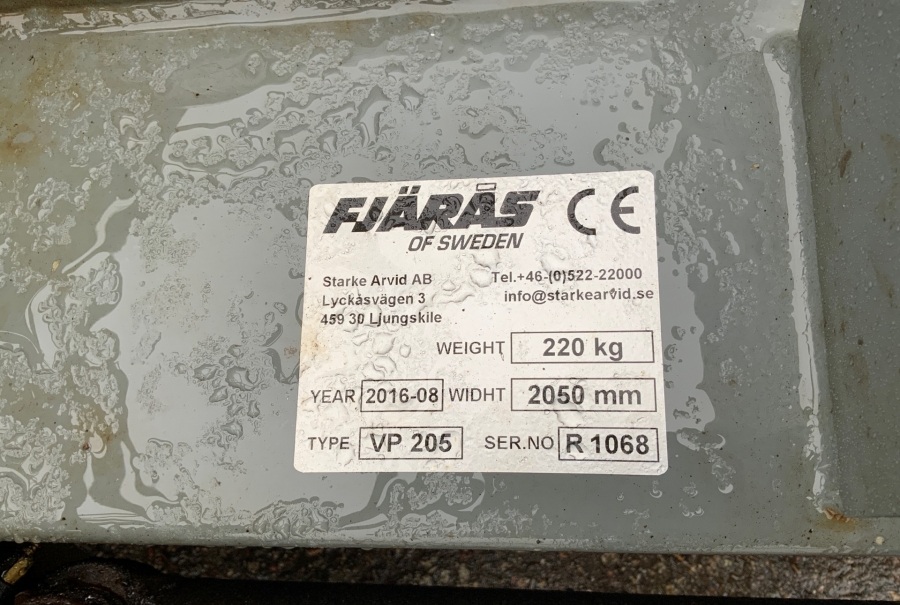 FJÄRÅS CE
OF SWEDEN
Starke Arvid AB Tel.+46-(0)522-22000
Lyckåsvägen 3 info@starkearvid.se
459 30 Ljungskile
WEIGHT 220 kg
YEAR 2016-08 WIDHT 2050 mm
TYPE VP 205 SER.NO R 1068